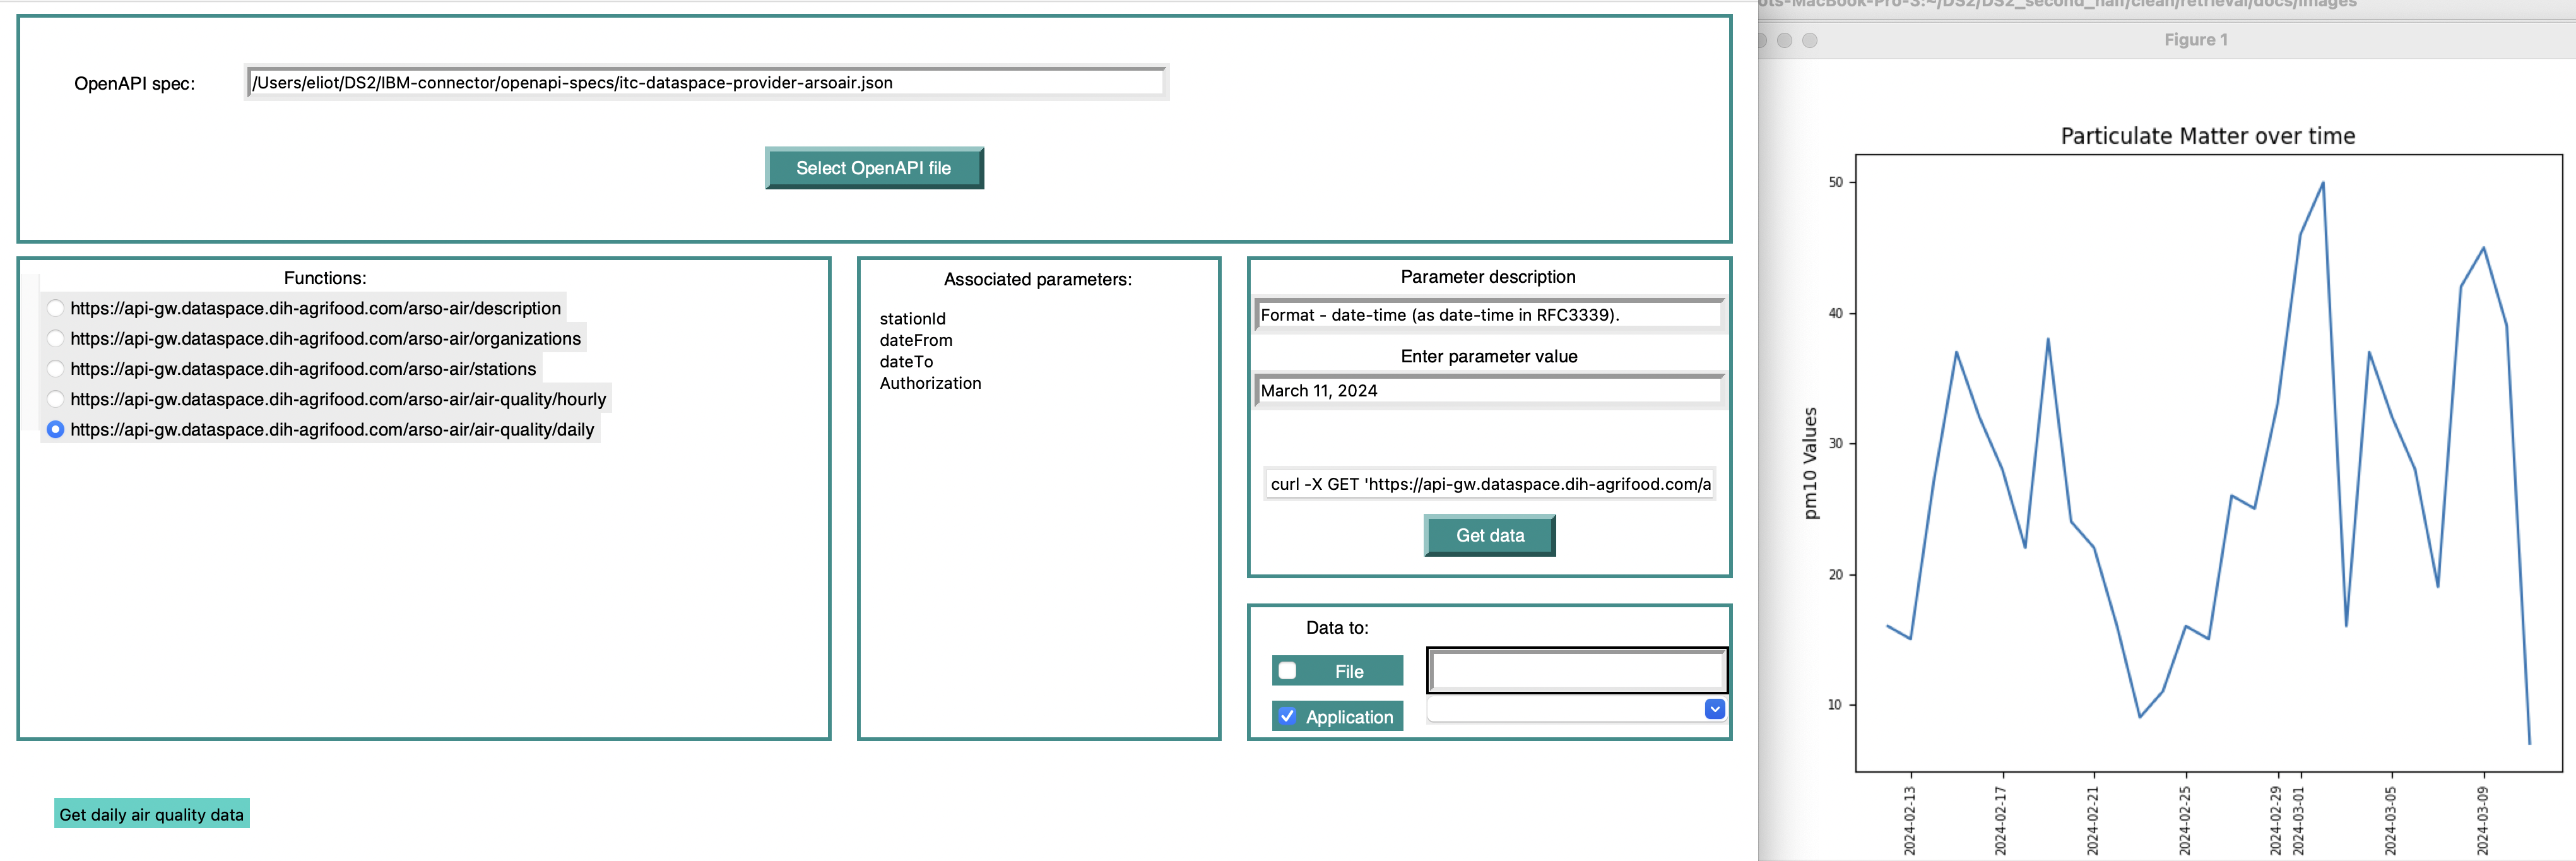 OpenAPI spec:
/Users/eliot/DS2/IBM-connector/openapi-specs/itc-dataspace-provider-arsoair.json
Select OpenAPI file
Functions:
https://api-gw.dataspace.dih-agrifood.com/arso-air/description
https://api-gw.dataspace.dih-agrifood.com/arso-air/organizations
https://api-gw.dataspace.dih-agrifood.com/arso-air/stations
https://api-gw.dataspace.dih-agrifood.com/arso-air/air-quality/hourly
https://api-gw.dataspace.dih-agrifood.com/arso-air/air-quality/daily
Associated parameters:
stationId
dateFrom
dateTo
Authorization
Parameter description
Format - date-time (as date-time in RFC3339).
Enter parameter value
March 11, 2024
curl -X GET 'https://api-gw.dataspace.dih-agrifood.com/a
Get data
Data to:
File
Application
Get daily air quality data
ots-MacBook-Pro-3:~/DS2/DS2_second_half/clean/retrieval/docs/images
Figure 1
Particulate Matter over time
pm10 Values
50
40
30
20
10
2024-02-13
2024-02-17
2024-02-21
2024-02-25
2024-02-29
2024-03-01
2024-03-05
2024-03-09